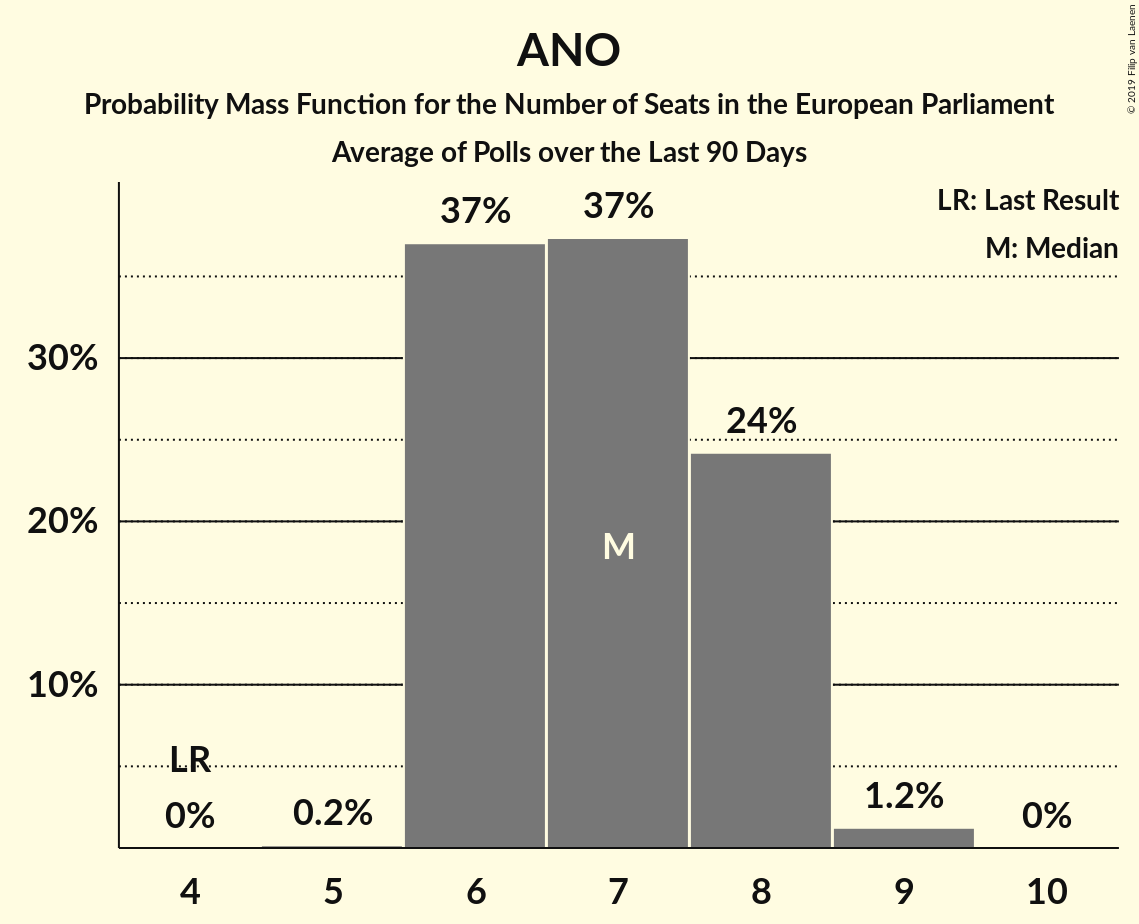 ANO
Probability Mass Function for the Number of Seats in the European Parliament
Average of Polls over the Last 90 Days
© 2019 Filip van Laenen
LR: Last Result
M: Median
37%
37%
30%
24%
20%
M
10%
LR
0%
0.2%
1.2%
0%
4
5
6
7
8
9
10